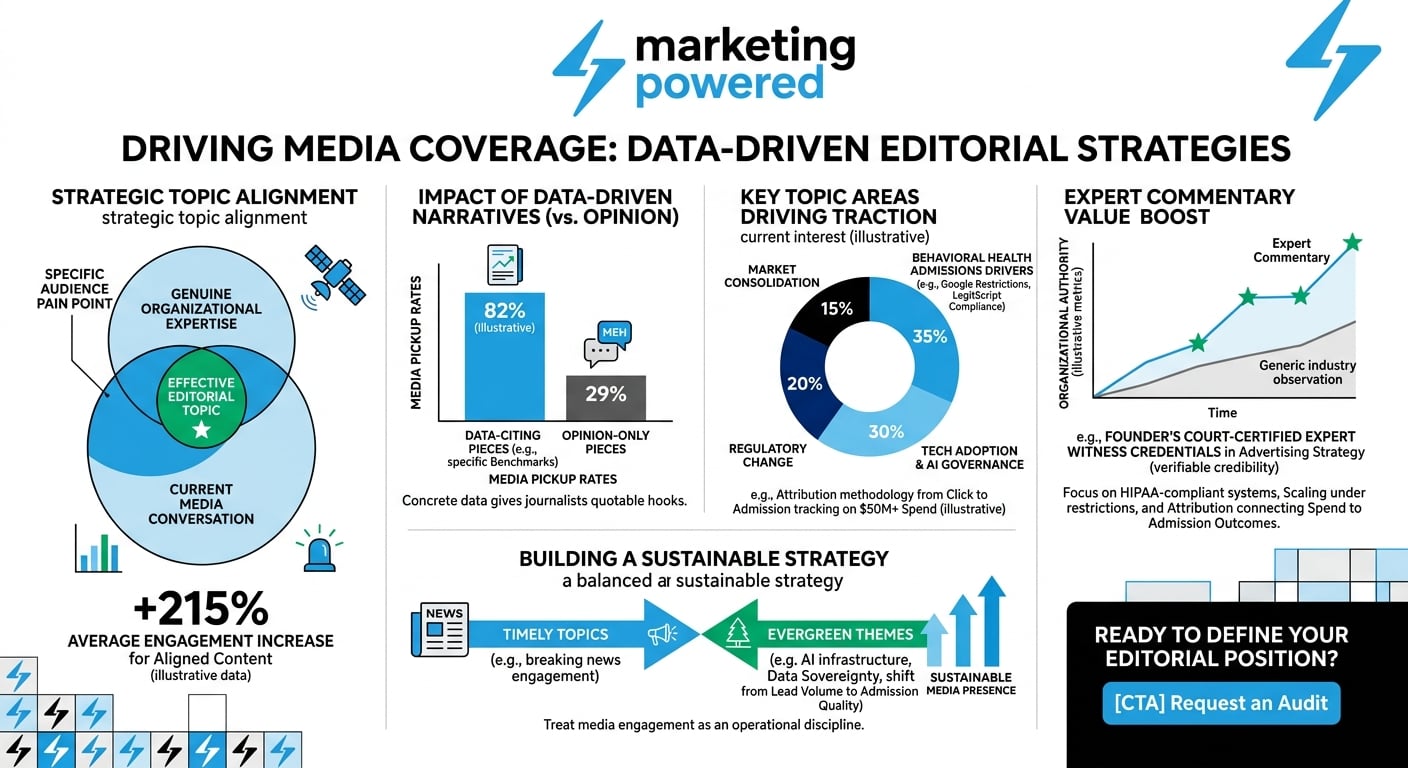 marketing
powered
DRIVING MEDIA COVERAGE: DATA-DRIVEN EDITORIAL STRATEGIES
STRATEGIC TOPIC ALIGNMENT
strategic topic alignment
SPECIFIC
AUDIENCE
PAIN POINT
GENUINE
ORGANIZATIONAL
EXPERTISE
EFFECTIVE
EDITORIAL
TOPIC
CURRENT
MEDIA
CONVERSATION
+215%
AVERAGE ENGAGEMENT INCREASE
for Aligned Content
(illustrative data)
IMPACT OF DATA-DRIVEN
NARRATIVES (vs. OPINION)
MEDIA PICKUP RATES
82%
(Illustrative)
MEH
29%
DATA-CITING
PIECES (e.g.,
specific Benchmarks)
OPINION-ONLY
PIECES
MEDIA PICKUP RATES
Concrete data gives journalists quotable hooks.
KEY TOPIC AREAS
DRIVING TRACTION
current interest (illustrative)
MARKET
CONSOLIDATION
BEHAVIORAL HEALTH
ADMISSIONS DRIVERS
(e-g., Google Restrictions,
LegitScript
Compliance)
15%
35%
20%
30%
REGULATORY
CHANGE
TECH ADOPTION
& AI GOVERNANCE
e.g., Attribution methodology from Click to
Admission tracking on $50M+ Spend (illustrative)
EXPERT COMMENTARY
VALUE BOOST
ORGANIZATIONAL AUTHORITY
(illustrative metrics)
Expert
Commentary
Generic industry
observation
Time
e.g., FOUNDER'S COURT-CERTIFIED EXPERT
WITNESS CREDENTIALS in Advertising Strategy
(verifiable credibility)
Focus on HIPAA-compliant systems, Scaling under
restrictions, and Attribution connecting Spend to
Admission Outcomes.
BUILDING A SUSTAINABLE STRATEGY
a balanced ar sustainable strategy
NEWS
TIMELY TOPICS
(e.g., breaking news
engagement)
EVERGREEN THEMES
(e.g. AI infrastructure,
Data Sovereignty, shift
from Lead Volume to Admission
Quality)
SUSTAINABLE
MEDIA PRESENCE
Treat media engagement as an operational discipline.
READY TO DEFINE YOUR
EDITORIAL POSITION?
[CTA] Request an Audit